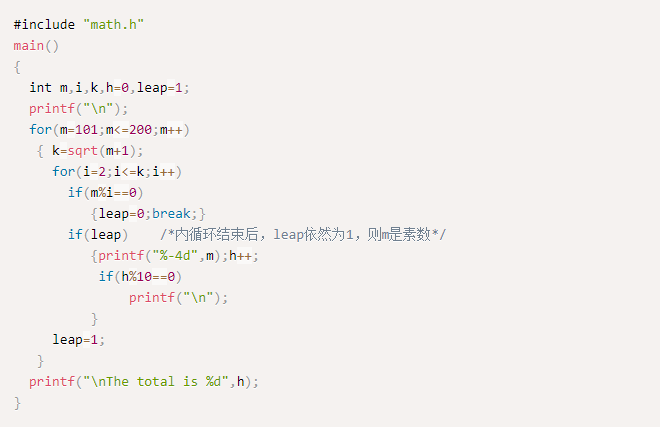 #include "math.h"
main()
{
  int m,i,k,h=0,leap=1;
  printf("\n");
  for(m=101;m<=200;m++)
   { k=sqrt(m+1);
     for(i=2;i<=k;i++)
       if(m%i==0)
          {leap=0;break;}
       if(leap)    /*内循环结束后，leap依然为1，则m是素数*/
          {printf("%-4d",m);h++;
           if(h%10==0)
               printf("\n");
          }
     leap=1;
   }
  printf("\nThe total is %d",h);
}